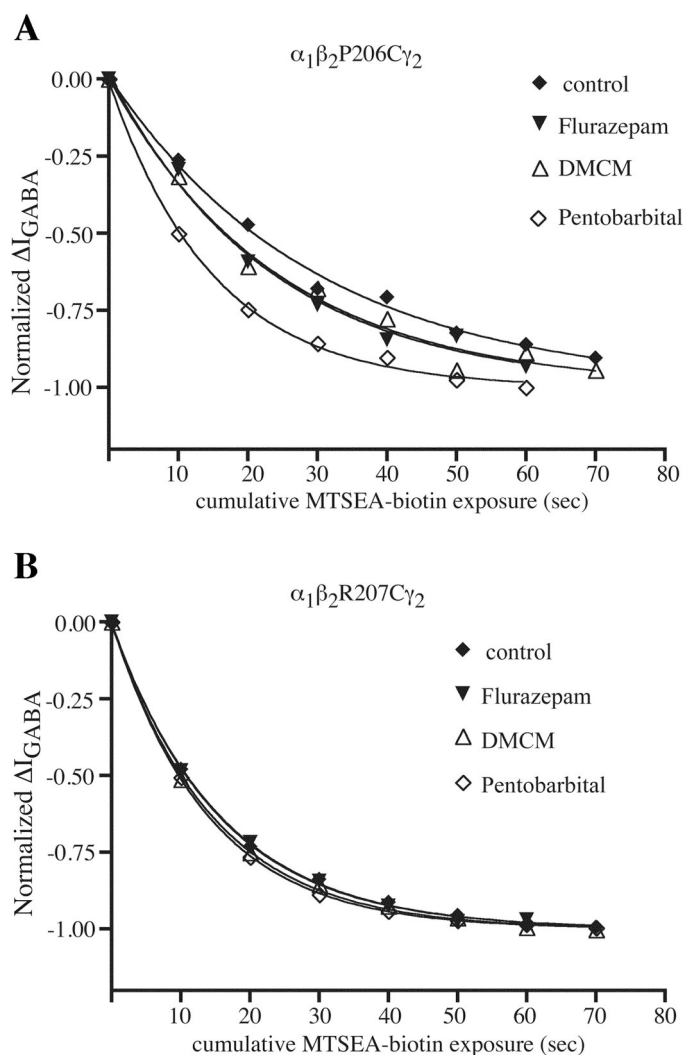 A
α1β2P206Cγ2
0.00
-0.25
-0.50
-0.75
-1.00
Normalized ΔIGABA
control
Flurazepam
DMCM
Pentobarbital
10 20 30 40 50 60 70 80
cumulative MTSEA-biotin exposure (sec)
B
α1β2R207Cγ2
0.00
-0.25
-0.50
-0.75
-1.00
Normalized ΔIGABA
control
Flurazepam
DMCM
Pentobarbital
10 20 30 40 50 60 70 80
cumulative MTSEA-biotin exposure (sec)